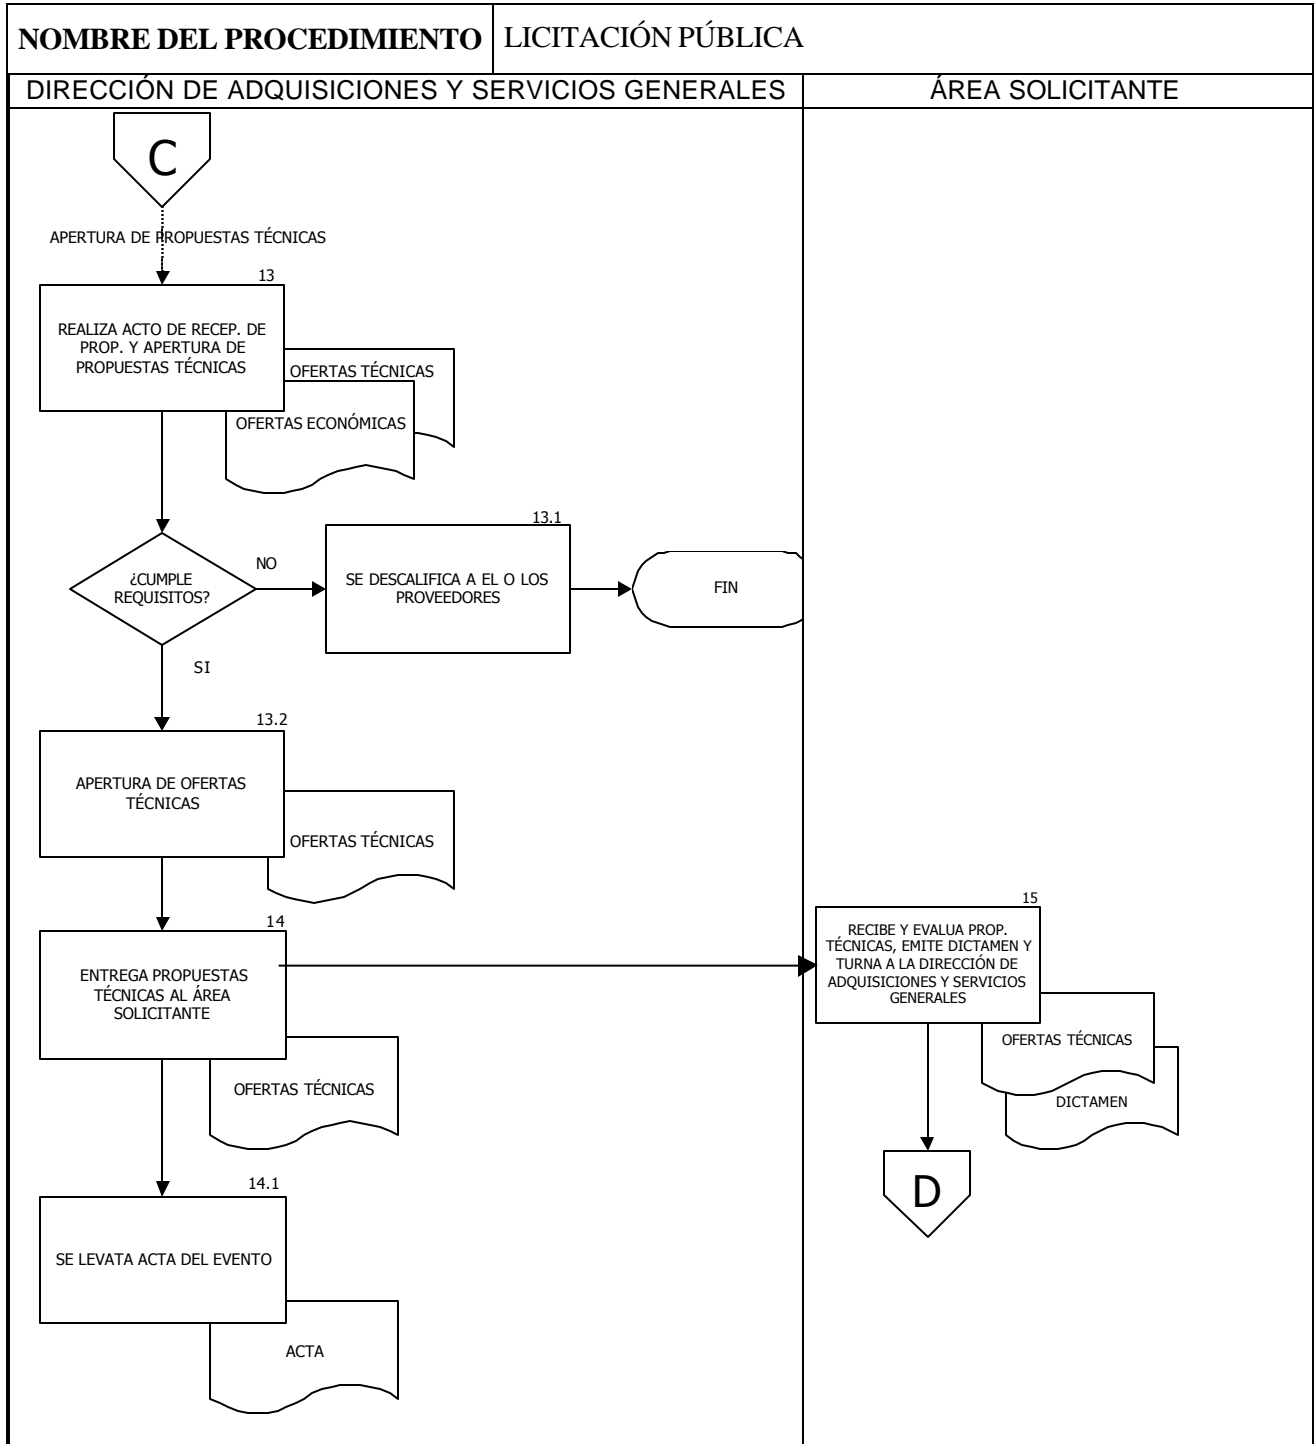 NOMBRE DEL PROCEDIMIENTO
LICITACIÓN PÚBLICA
DIRECCIÓN DE ADQUISICIONES Y SERVICIOS GENERALES
ÁREA SOLICITANTE
C
APERTURA DE PROPUESTAS TÉCNICAS
13
REALIZA ACTO DE RECEP. DE
PROP. Y APERTURA DE
PROPUESTAS TÉCNICAS
OFERTAS TÉCNICAS
OFERTAS ECONÓMICAS
¿CUMPLE
REQUISITOS?
NO
13.1
SE DESCALIFICA A EL O LOS
PROVEEDORES
FIN
SI
13.2
APERTURA DE OFERTAS
TÉCNICAS
OFERTAS TÉCNICAS
14
ENTREGA PROPUESTAS
TÉCNICAS AL ÁREA
SOLICITANTE
OFERTAS TÉCNICAS
15
RECIBE Y EVALUA PROP.
TÉCNICAS, EMITE DICTAMEN Y
TURNA A LA DIRECCIÓN DE
ADQUISICIONES Y SERVICIOS
GENERALES
OFERTAS TÉCNICAS
DICTAMEN
D
14.1
SE LEVATA ACTA DEL EVENTO
ACTA